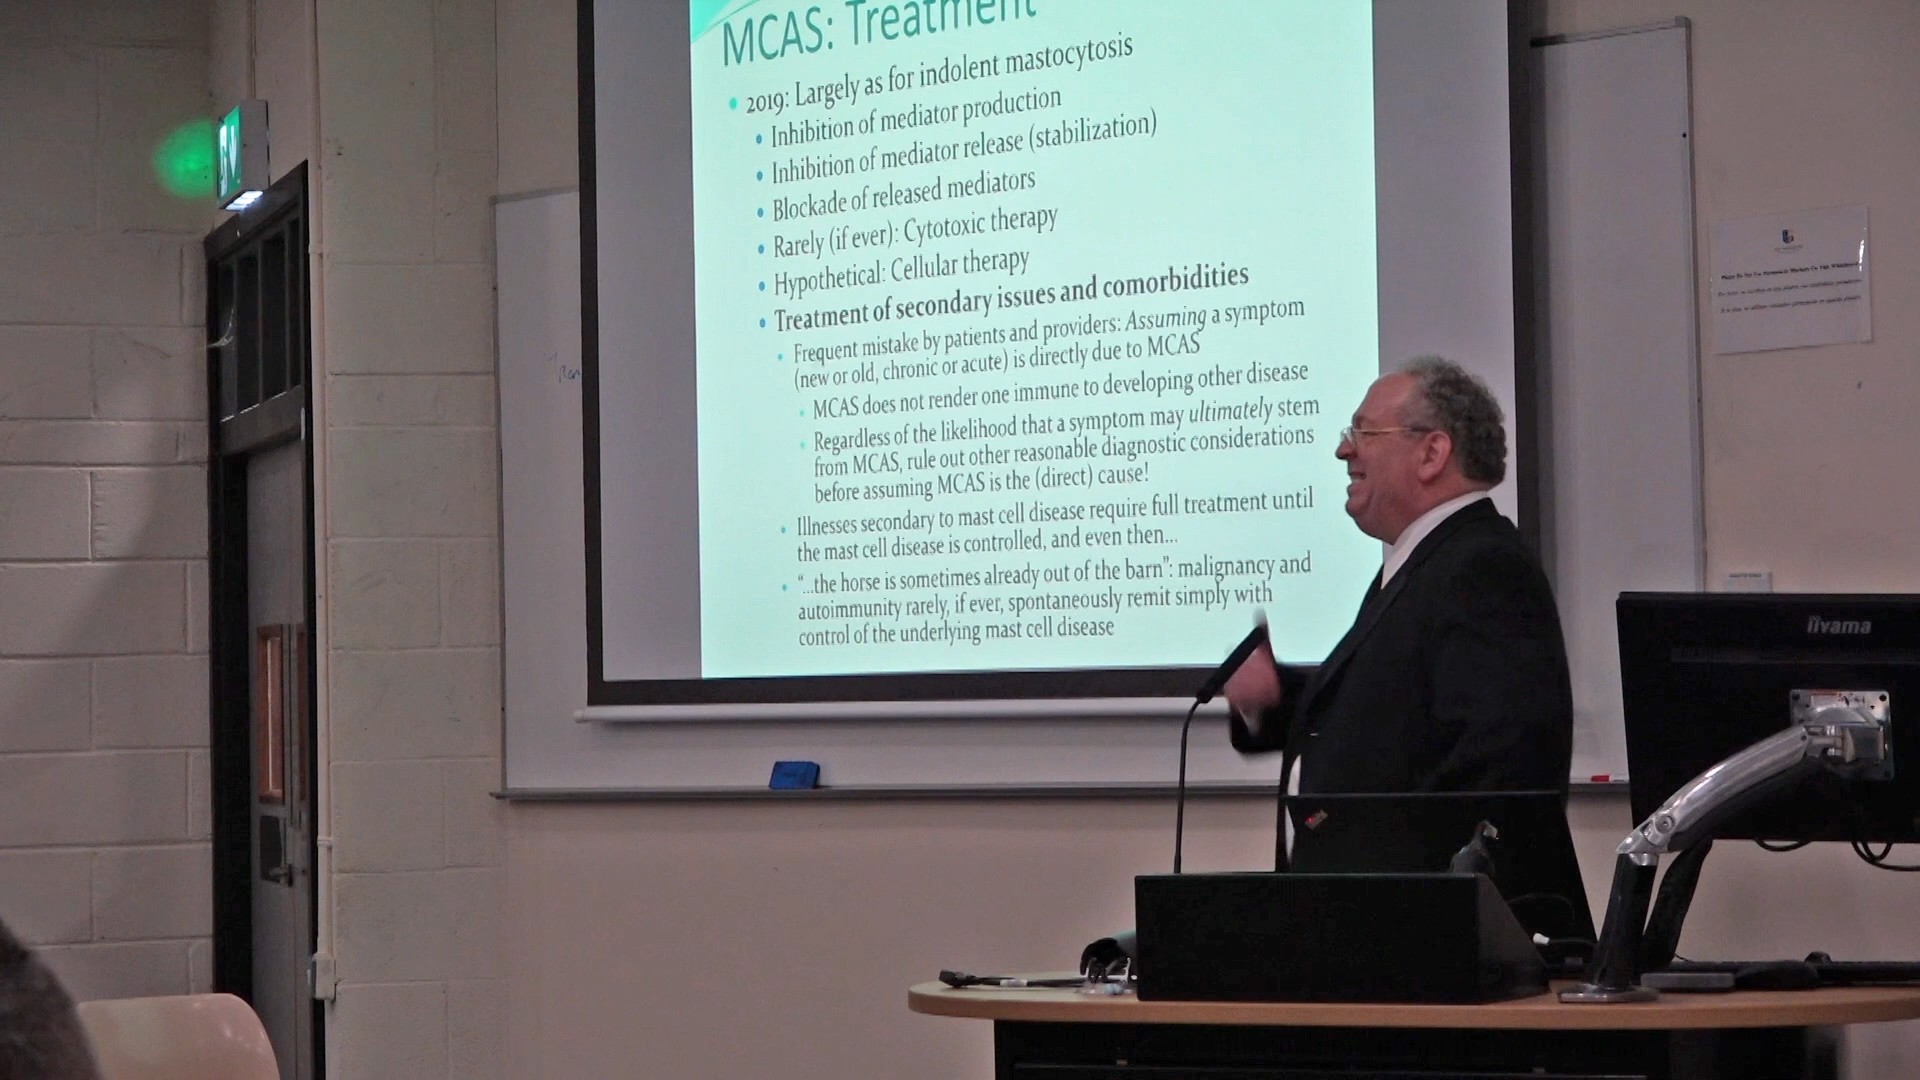 MCAS: Treatment
• 2019: Largely as for indolent mastocytosis
• Inhibition of mediator production
• Inhibition of mediator release (stabilization)
• Blockade of released mediators
• Rarely (if ever): Cytotoxic therapy
• Hypothetical: Cellular therapy
• Treatment of secondary issues and comorbidities
• Frequent mistake by patients and providers: Assuming a symptom
(new or old, chronic or acute) is directly due to MCAS
• MCAS does not render one immune to developing other disease
• Regardless of the likelihood that a symptom may ultimately stem
from MCAS, rule out other reasonable diagnostic considerations
before assuming MCAS is the (direct) cause!
• Illnesses secondary to mast cell disease require full treatment until
the mast cell disease is controlled, and even then...
• "...the horse is sometimes already out of the barn": malignancy and
autoimmunity rarely, if ever, spontaneously remit simply with
control of the underlying mast cell disease
iiyama